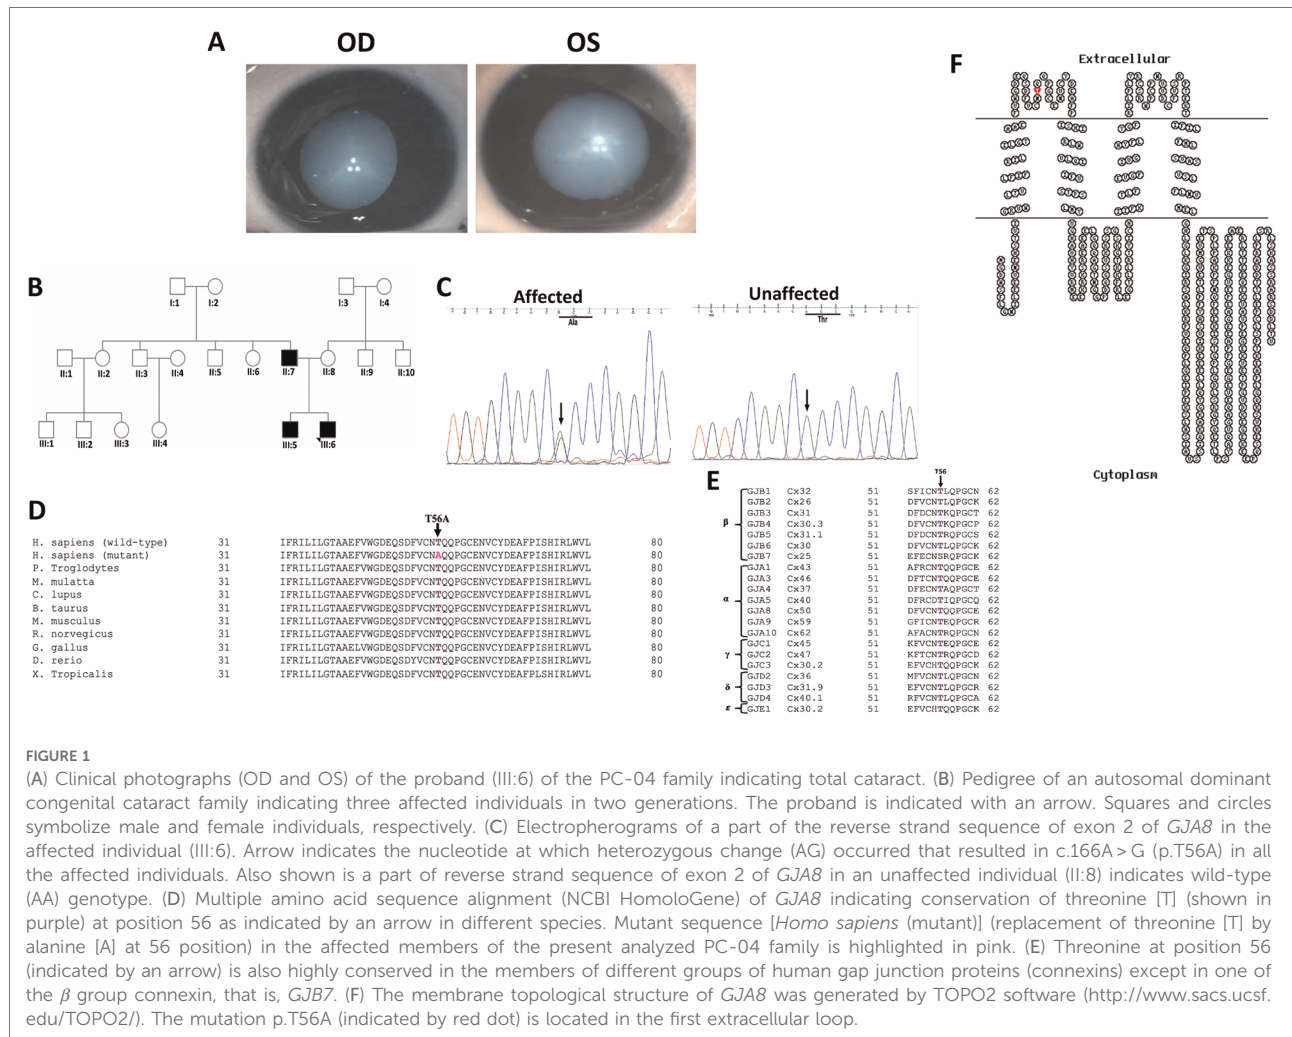 A
OD
OS
F
Extracellular
Cytoplasm
B
I:1
I:2
I:3
I:4
II:1
II:2
II:3
II:4
II:5
II:6
II:7
II:8
II:9
II:10
III:1
III:2
III:3
III:4
III:5
III:6
C
Affected
Ala
Unaffected
Thr
D
T56A
H. sapiens (wild-type) 31 IFRILILGTAAEFVWGDEQSDFVCNTQQPGCENVCYDEAFPISHIRLWVL 80
H. sapiens (mutant) 31 IFRILILGTAAEFVWGDEQSDFVCNAQQPGCENVCYDEAFPISHIRLWVL 80
P. Troglodytes 31 IFRILILGTAAEFVWGDEQSDFVCNTQQPGCENVCYDEAFPISHIRLWVL 80
M. mulatta 31 IFRILILGTAAEFVWGDEQSDFVCNTQQPGCENVCYDEAFPISHIRLWVL 80
C. lupus 31 IFRILILGTAAEFVWGDEQSDFVCNTQQPGCENVCYDEAFPISHIRLWVL 80
B. taurus 31 IFRILILGTAAEFVWGDEQSDFVCNTQQPGCENVCYDEAFPISHIRLWVL 80
M. musculus 31 IFRILILGTAAEFVWGDEQSDFVCNTQQPGCENVCYDEAFPISHIRLWVL 80
R. norvegicus 31 IFRILILGTAAEFVWGDEQSDFVCNTQQPGCENVCYDEAFPISHIRLWVL 80
G. gallus 31 IFRILILGTAAELVWGDEQSDFVCNTQQPGCENVCYDEAFPISHIRLWVL 80
D. rerio 31 IFRILILGTAAEFVWGDEQSDYVCNTQQPGCENVCYDEAFPISHIRLWVL 80
X. Tropicalis 31 IFRILILGTAAEFVWGDEQSDFVCNTQQPGCENVCYDEAFPLSHIRLWVL 80
E
T56
β
GJB1 Cx32 51 SFICNTLQPGCN 62
GJB2 Cx26 51 DFVCNTLQPGCK 62
GJB3 Cx31 51 DFDCNTKQPGCT 62
GJB4 Cx30.3 51 DFVCNTKQPGCP 62
GJB5 Cx31.1 51 DFDCNTRQPGCS 62
GJB6 Cx30 51 DFVCNTLQPGCK 62
GJB7 Cx25 51 EFECNSRQPGCK 62
α
GJA1 Cx43 51 AFRCNTQQPGCE 62
GJA3 Cx46 51 DFTCNTQQPGCE 62
GJA4 Cx37 51 DFECNTAQPGCT 62
GJA5 Cx40 51 DFRCDTIQPGCQ 62
GJA8 Cx50 51 DFVCNTQQPGCE 62
GJA9 Cx59 51 GFICNTEQPGCR 62
GJA10 Cx62 51 AFACNTRQPGCN 62
γ
GJC1 Cx45 51 KFVCNTEQPGCE 62
GJC2 Cx47 51 KFTCNTRQPGCD 62
GJC3 Cx30.2 51 EFVCHTQQPGCK 62
δ
GJD2 Cx36 51 MFVCNTLQPGCN 62
GJD3 Cx31.9 51 EFVCNTLQPGCR 62
GJD4 Cx40.1 51 RFVCNTLQPGCA 62
ε
GJE1 Cx30.2 51 EFVCHTQQPGCK 62
FIGURE 1
(A) Clinical photographs (OD and OS) of the proband (III:6) of the PC-04 family indicating total cataract. (B) Pedigree of an autosomal dominant
congenital cataract family indicating three affected individuals in two generations. The proband is indicated with an arrow. Squares and circles
symbolize male and female individuals, respectively. (C) Electropherograms of a part of the reverse strand sequence of exon 2 of GJA8 in the
affected individual (III:6). Arrow indicates the nucleotide at which heterozygous change (AG) occurred that resulted in c.166A>G (p.T56A) in all
the affected individuals. Also shown is a part of reverse strand sequence of exon 2 of GJA8 in an unaffected individual (II:8) indicates wild-type
(AA) genotype. (D) Multiple amino acid sequence alignment (NCBI HomoloGene) of GJA8 indicating conservation of threonine [T] (shown in
purple) at position 56 as indicated by an arrow in different species. Mutant sequence [Homo sapiens (mutant)] (replacement of threonine [T] by
alanine [A] at 56 position) in the affected members of the present analyzed PC-04 family is highlighted in pink. (E) Threonine at position 56
(indicated by an arrow) is also highly conserved in the members of different groups of human gap junction proteins (connexins) except in one of
the β group connexin, that is, GJB7. (F) The membrane topological structure of GJA8 was generated by TOPO2 software (http://www.sacs.ucsf.
edu/TOPO2/). The mutation p.T56A (indicated by red dot) is located in the first extracellular loop.